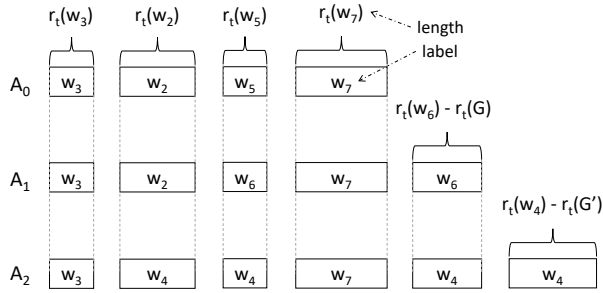 r_t(w_3) r_t(w_2) r_t(w_5) r_t(w_7) length
label
A_0 w_3 w_2 w_5 w_7
r_t(w_6) - r_t(G)
A_1 w_3 w_2 w_6 w_7 w_6
r_t(w_4) - r_t(G')
A_2 w_3 w_4 w_4 w_7 w_4 w_4